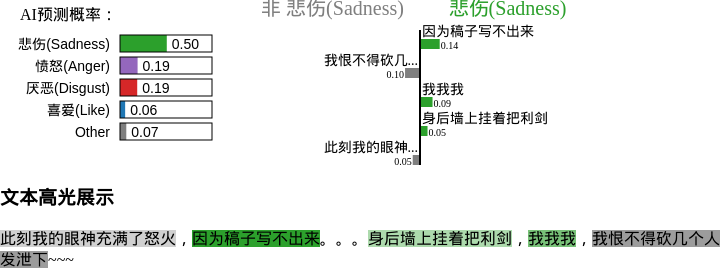 AI预测概率：
悲伤(Sadness) 0.50
愤怒(Anger) 0.19
厌恶(Disgust) 0.19
喜爱(Like) 0.06
Other 0.07
非 悲伤(Sadness) 悲伤(Sadness)
因为稿子写不出来
0.14
我恨不得砍几...
0.10
我我我
0.09
身后墙上挂着把利剑
0.05
此刻我的眼神...
0.05
文本高光展示
此刻我的眼神充满了怒火，因为稿子写不出来。。。身后墙上挂着把利剑，我我我，我恨不得砍几个人
发泄下~~~